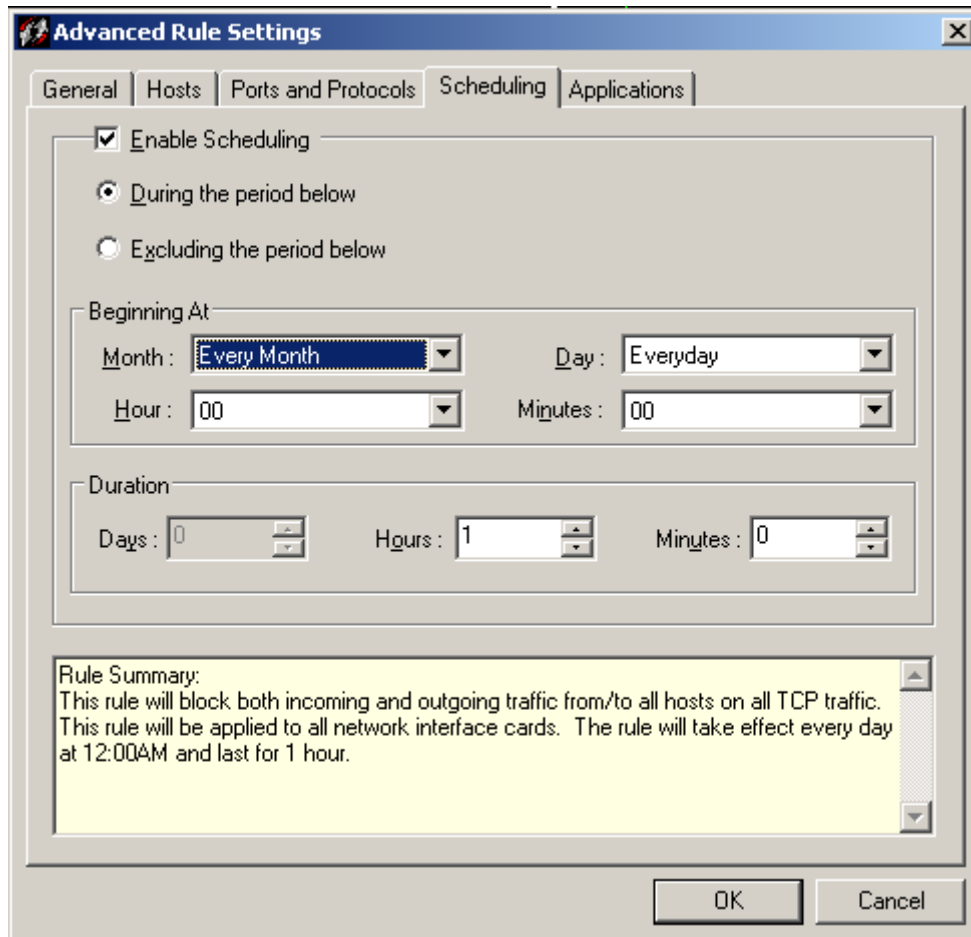 Advanced Rule Settings
General Hosts Ports and Protocols Scheduling Applications
Enable Scheduling
During the period below
Excluding the period below
Beginning At
Month : Every Month Day : Everyday
Hour : 00 Minutes : 00
Duration
Days : 0 Hours : 1 Minutes : 0
Rule Summary:
This rule will block both incoming and outgoing traffic from/to all hosts on all TCP traffic.
This rule will be applied to all network interface cards.  The rule will take effect every day
at 12:00AM and last for 1 hour.
OK Cancel